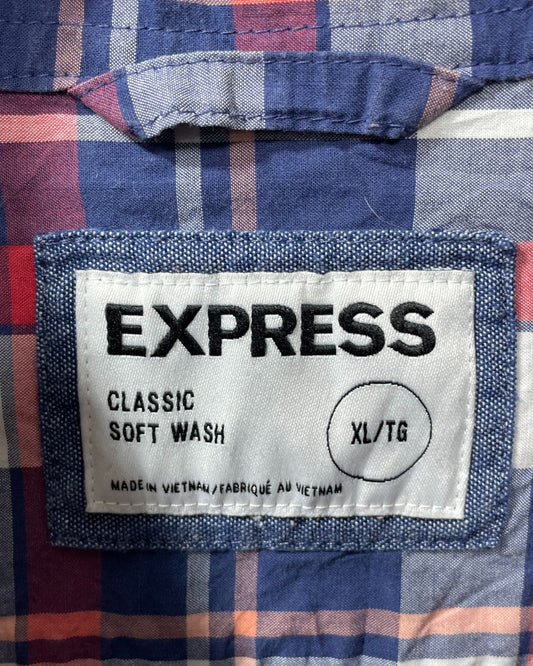 EXPRESS
CLASSIC
SOFT WASH
XL/TG
MADE IN VIETNAM / FABRIQUÉ AU VIETNAM